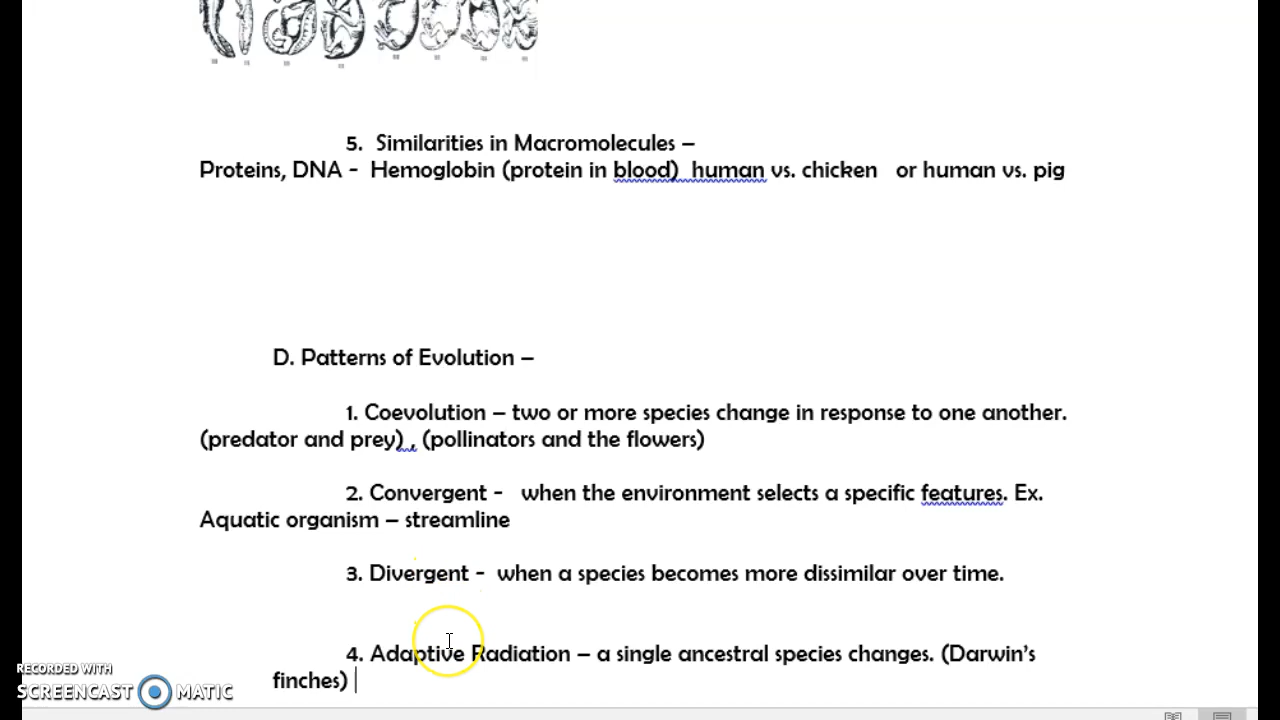 5. Similarities in Macromolecules –
Proteins, DNA - Hemoglobin (protein in blood) human vs. chicken or human vs. pig
D. Patterns of Evolution –
1. Coevolution – two or more species change in response to one another.
(predator and prey) , (pollinators and the flowers)
2. Convergent - when the environment selects a specific features. Ex.
Aquatic organism – streamline
3. Divergent - when a species becomes more dissimilar over time.
4. Adaptive Radiation – a single ancestral species changes. (Darwin's
finches)
RECORDED WITH
SCREENCAST MATIC